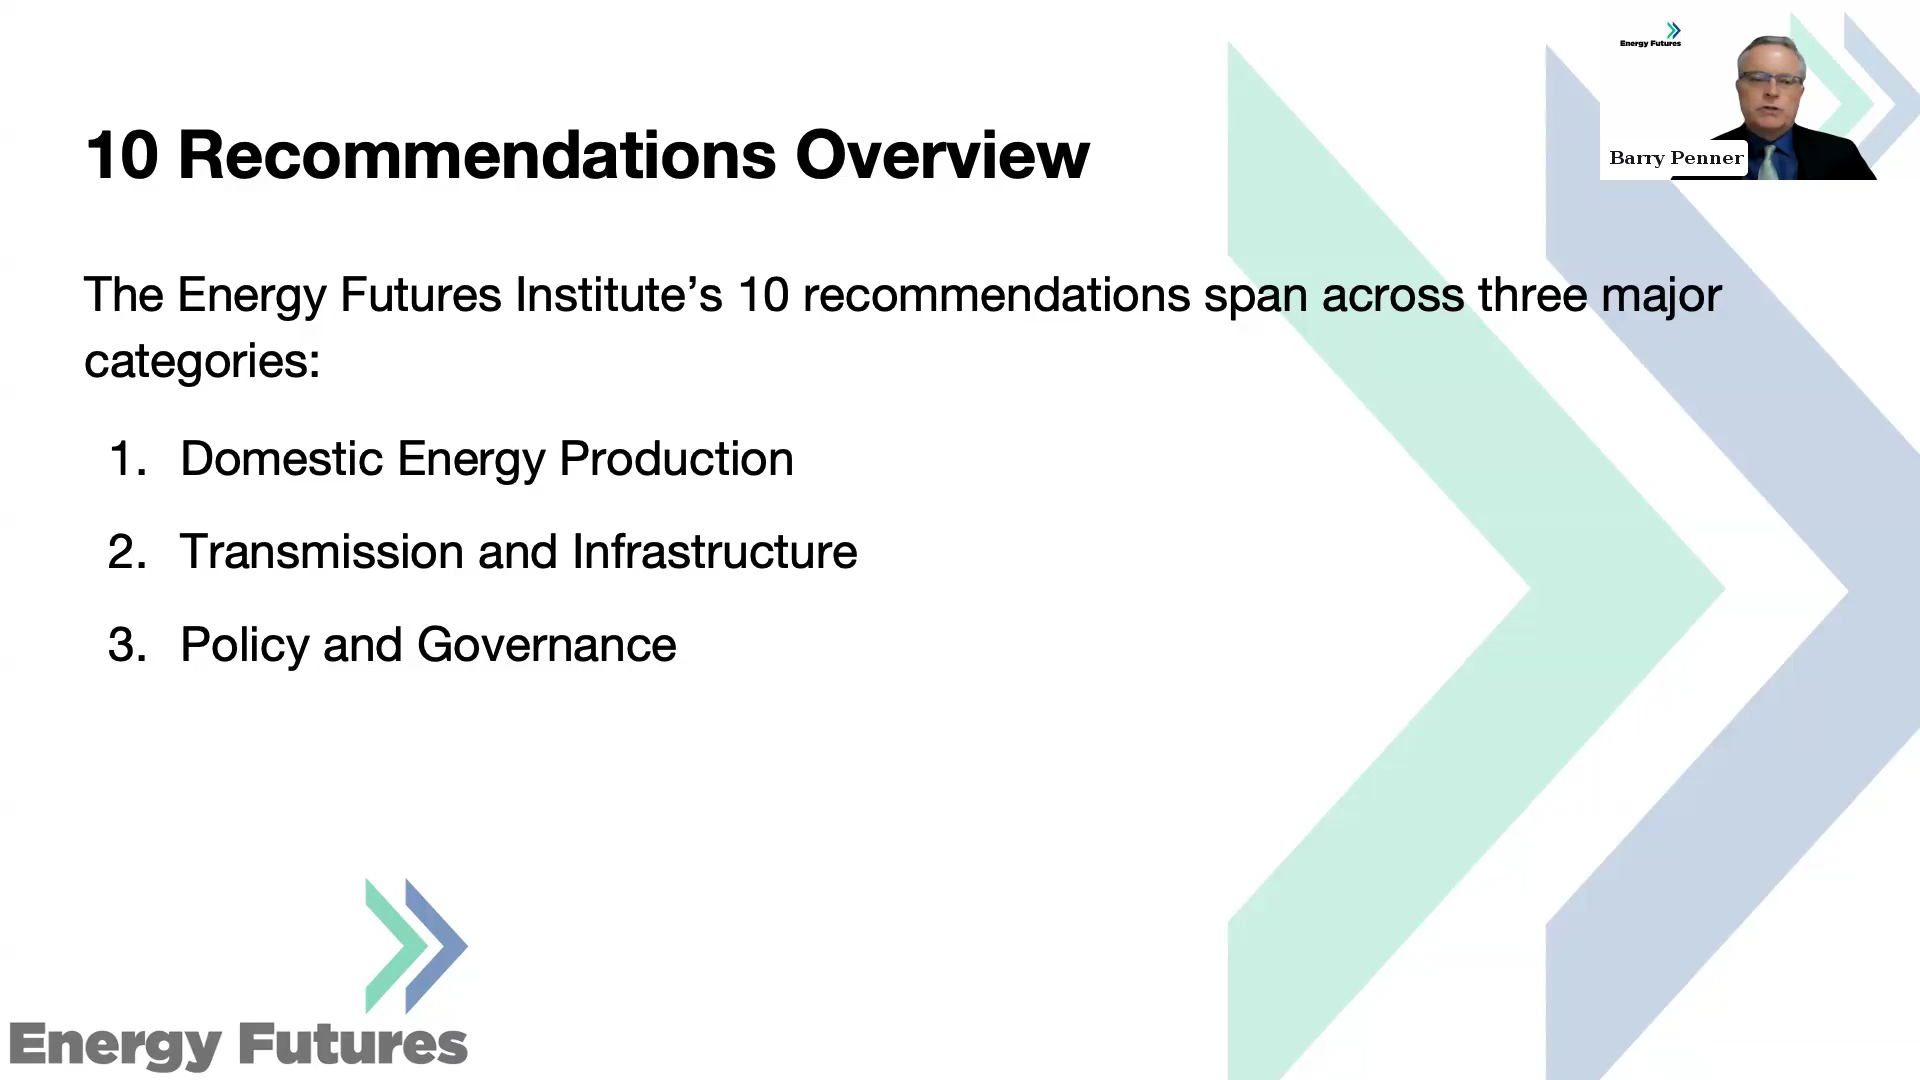 Energy Futures
Barry Penner
10 Recommendations Overview
The Energy Futures Institute’s 10 recommendations span across three major
categories:
1. Domestic Energy Production
2. Transmission and Infrastructure
3. Policy and Governance
Energy Futures